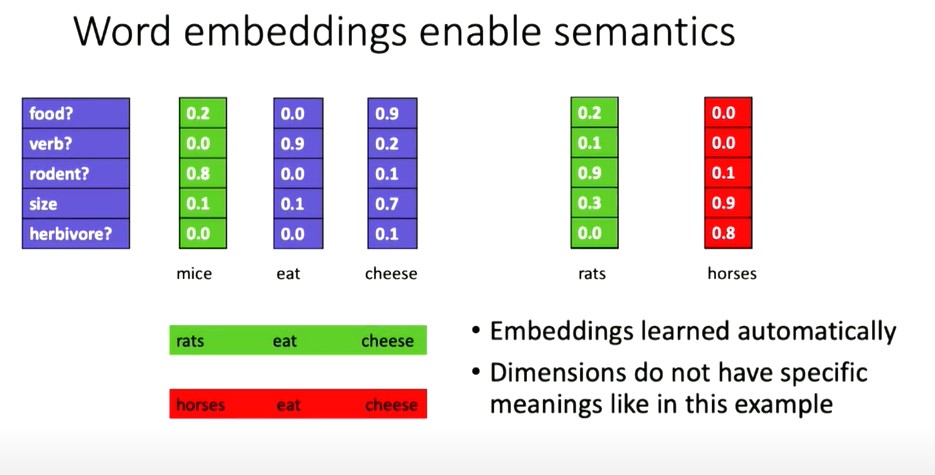 Word embeddings enable semantics
food? 0.2 0.0 0.9 0.2 0.0
verb? 0.0 0.9 0.2 0.1 0.0
rodent? 0.8 0.0 0.1 0.9 0.1
size 0.1 0.1 0.7 0.3 0.9
herbivore? 0.0 0.0 0.1 0.0 0.8
mice eat cheese rats horses
rats eat cheese
horses eat cheese
• Embeddings learned automatically
• Dimensions do not have specific
meanings like in this example